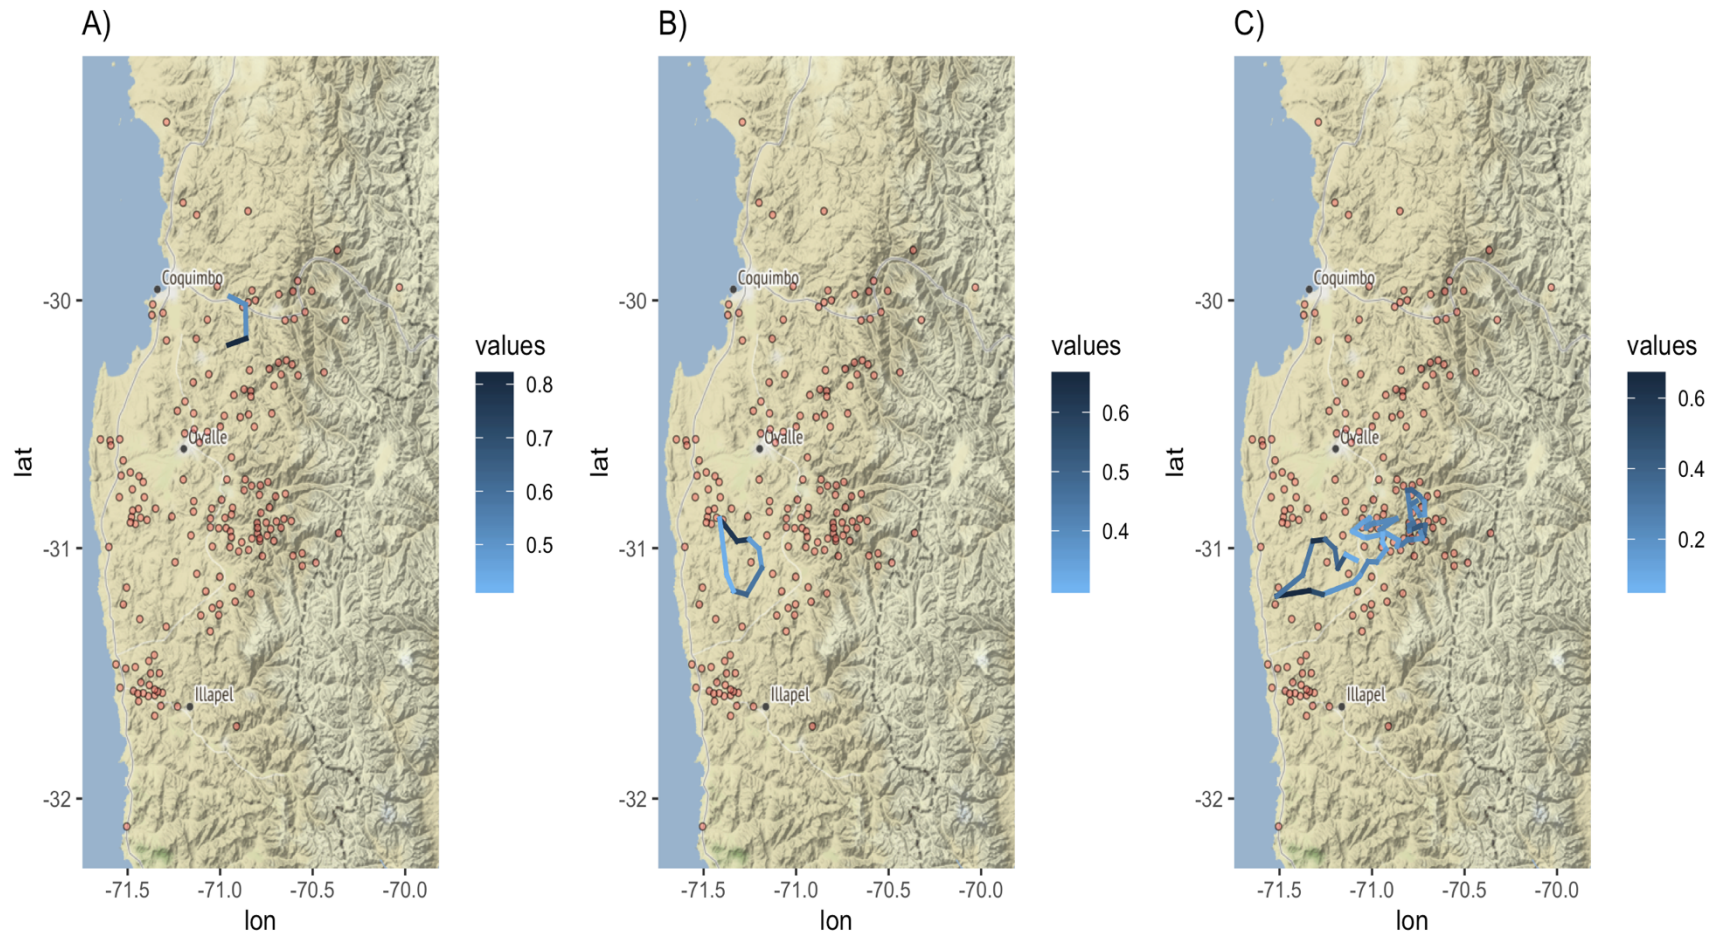 A)
B)
C)
Coquimbo
Ovalle
Illapel
-30
-31
-32
lat
-71.5
-71.0
-70.5
-70.0
lon
values
0.8
0.7
0.6
0.5
Coquimbo
Ovalle
Illapel
-30
-31
-32
lat
-71.5
-71.0
-70.5
-70.0
lon
values
0.6
0.5
0.4
Coquimbo
Ovalle
Illapel
-30
-31
-32
lat
-71.5
-71.0
-70.5
-70.0
lon
values
0.6
0.4
0.2